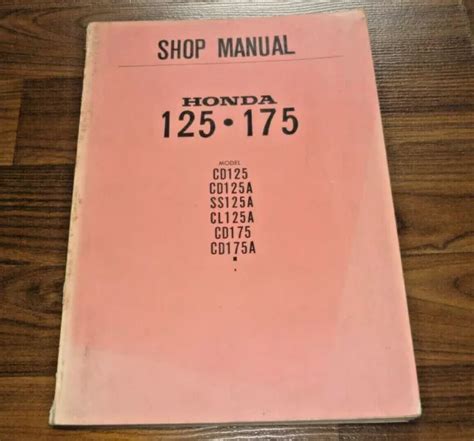 SHOP MANUAL
HONDA
125・175
MODEL
CD125
CD125A
SS125A
CL125A
CD175
CD175A